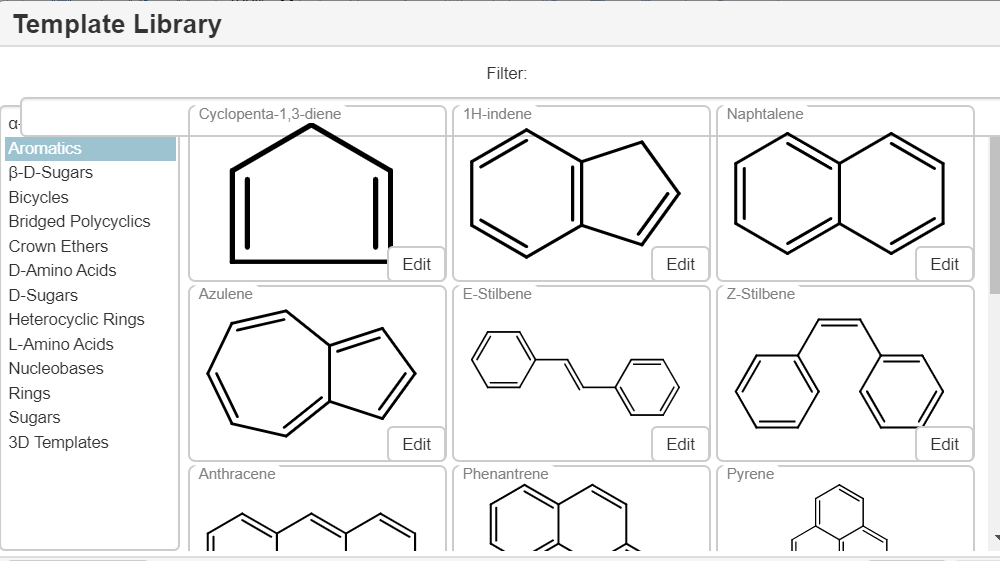 Template Library
Filter:
α-
Aromatics
β-D-Sugars
Bicycles
Bridged Polycyclics
Crown Ethers
D-Amino Acids
D-Sugars
Heterocyclic Rings
L-Amino Acids
Nucleobases
Rings
Sugars
3D Templates
Cyclopenta-1,3-diene
Edit
1H-indene
Edit
Naphtalene
Edit
Azulene
Edit
E-Stilbene
Edit
Z-Stilbene
Edit
Anthracene
Phenantrene
Pyrene